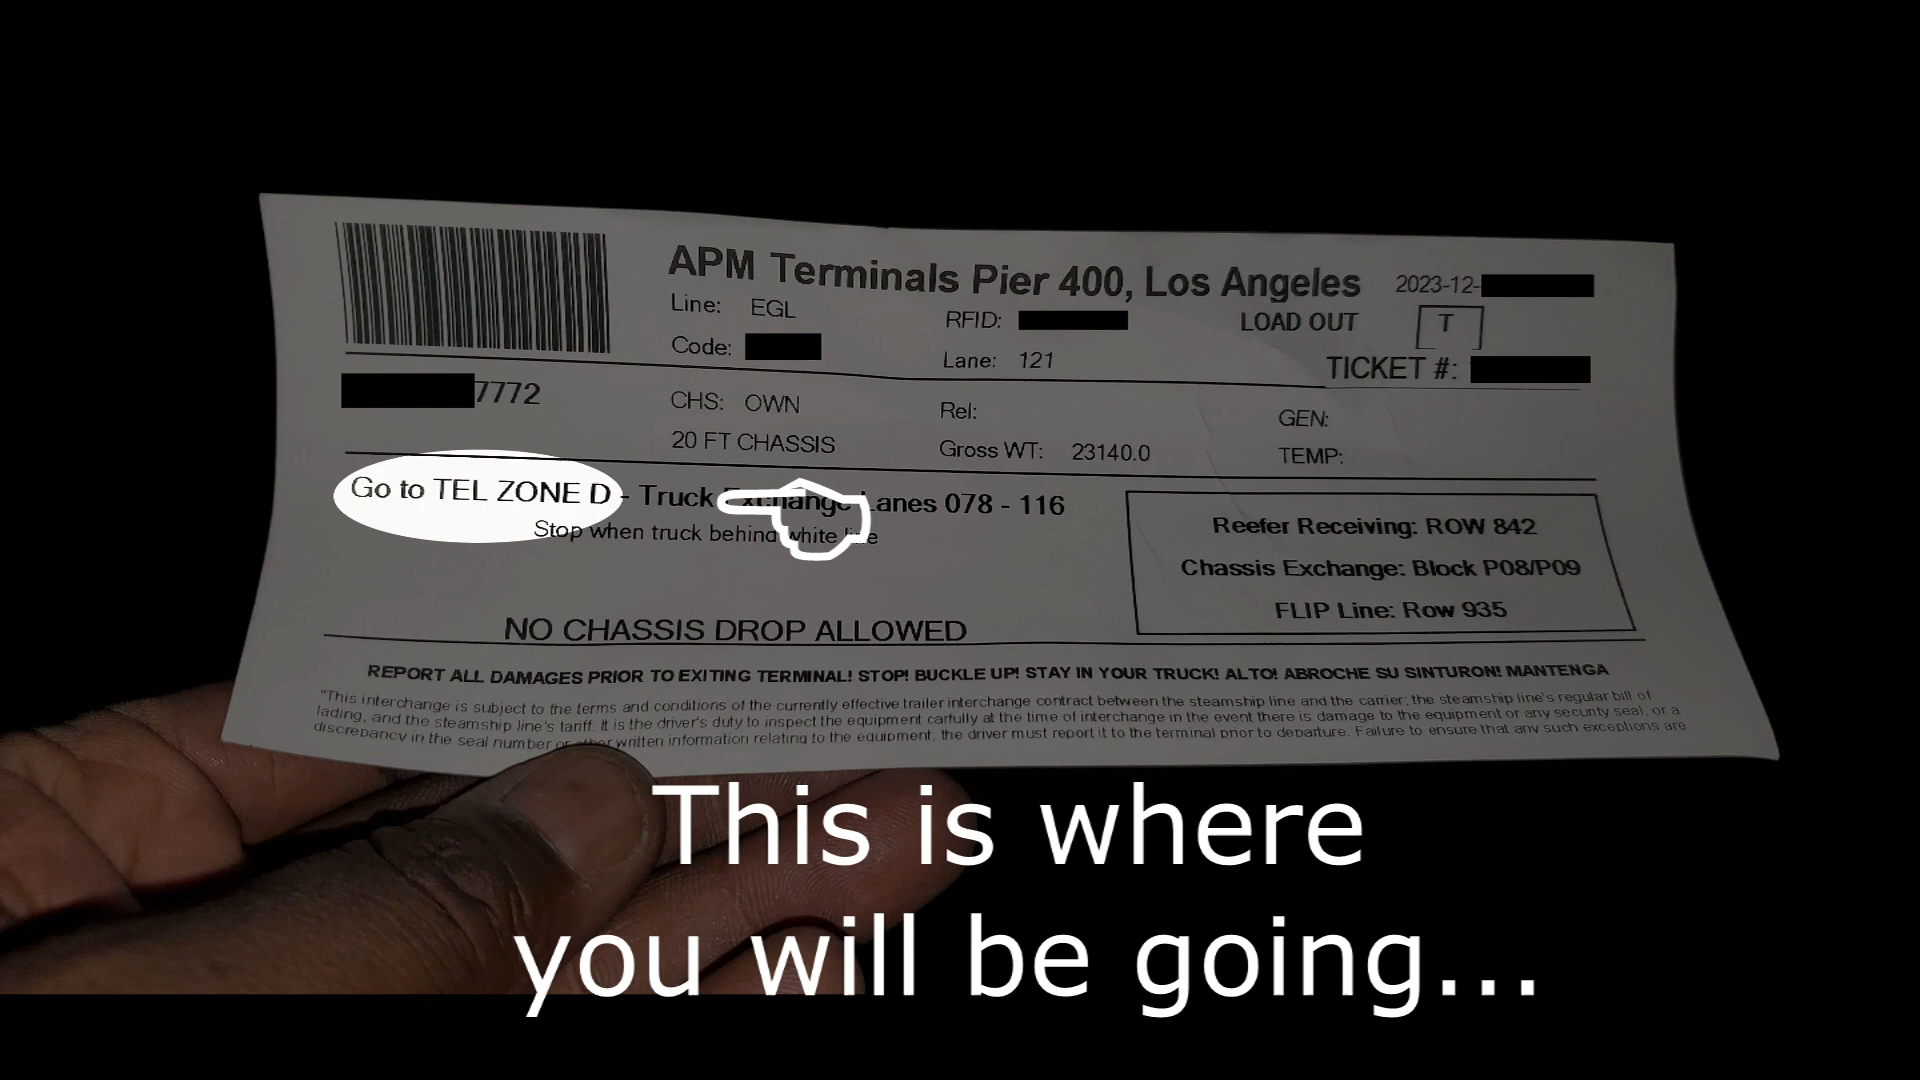 APM Terminals Pier 400, Los Angeles 2023-12-
Line: EGL RFID: LOAD OUT T
Code: Lane: 121 TICKET #:
7772 CHS: OWN Rel: GEN:
20 FT CHASSIS Gross WT: 23140.0 TEMP:
Go to TEL ZONE D - Truck Exchange Lanes 078 - 116
Stop when truck behind white line
NO CHASSIS DROP ALLOWED
Reefer Receiving: ROW 842
Chassis Exchange: Block P08/P09
FLIP Line: Row 935
REPORT ALL DAMAGES PRIOR TO EXITING TERMINAL! STOP! BUCKLE UP! STAY IN YOUR TRUCK! ALTO! ABROCHE SU SINTURON! MANTENGA
"This interchange is subject to the terms and conditions of the currently effective trailer interchange contract between the steamship line and the carrier; the steamship line's regular bill of
lading, and the steamship line's tariff. It is the driver's duty to inspect the equipment carfully at the time of interchange in the event there is damage to the equipment or any security seal, or a
discrepancy in the seal number or other written information relating to the equipment, the driver must report it to the terminal prior to departure. Failure to ensure that any such exceptions are
This is where
you will be going...